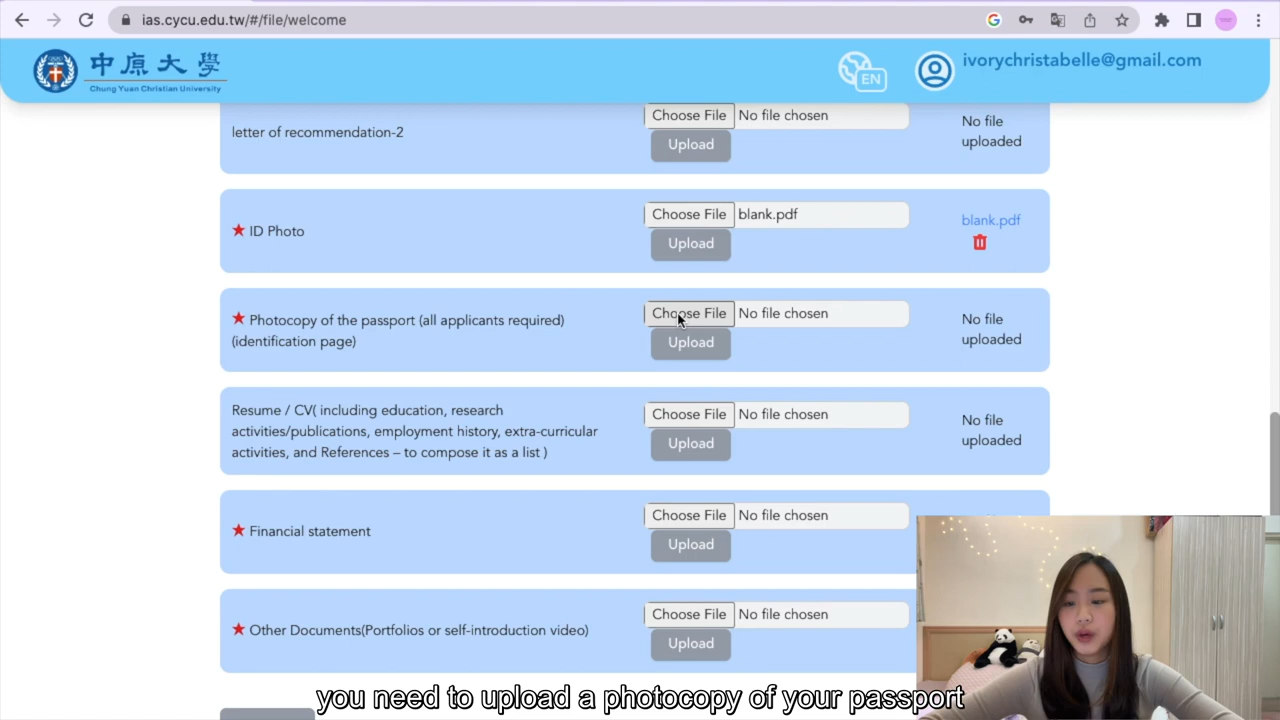 ias.cycu.edu.tw/#/file/welcome
中原大學
Chung Yuan Christian University
EN
ivorychristabelle@gmail.com
letter of recommendation-2
Choose File No file chosen
Upload
No file
uploaded
★ ID Photo
Choose File blank.pdf
Upload
blank.pdf
★ Photocopy of the passport (all applicants required)
(identification page)
Choose File No file chosen
Upload
No file
uploaded
Resume / CV( including education, research
activities/publications, employment history, extra-curricular
activities, and References – to compose it as a list )
Choose File No file chosen
Upload
No file
uploaded
★ Financial statement
Choose File No file chosen
Upload
★ Other Documents(Portfolios or self-introduction video)
Choose File No file chosen
Upload
you need to upload a photocopy of your passport